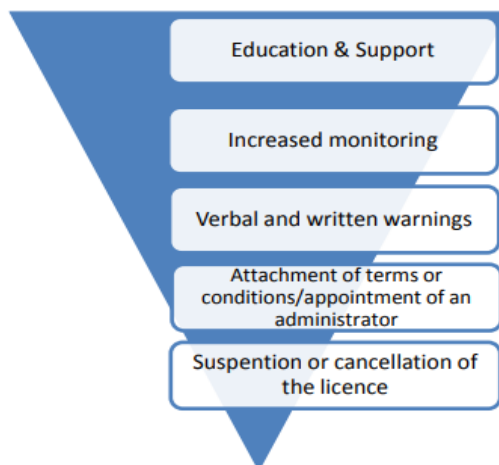 Education & Support
Increased monitoring
Verbal and written warnings
Attachment of terms or
conditions/appointment of an
administrator
Suspention or cancellation of
the licence